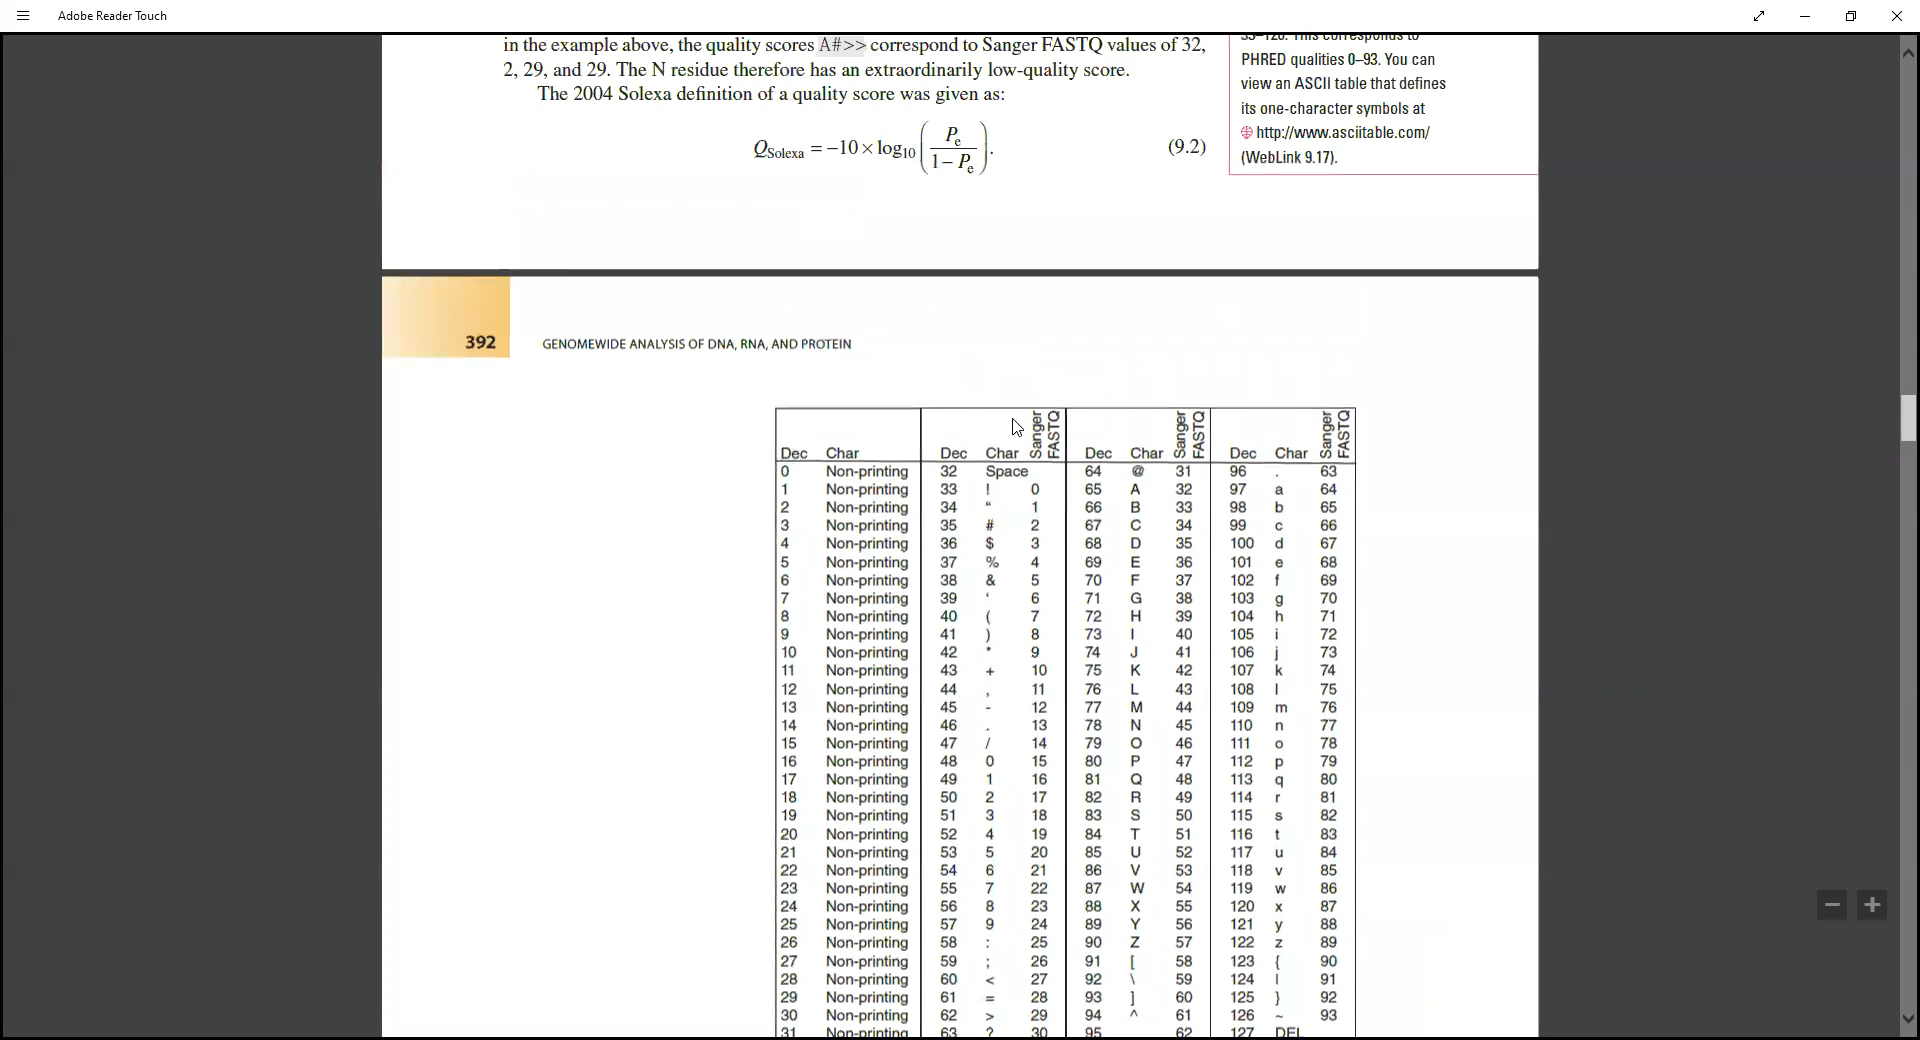 Adobe Reader Touch
in the example above, the quality scores A#>> correspond to Sanger FASTQ values of 32,
2, 29, and 29. The N residue therefore has an extraordinarily low-quality score.
The 2004 Solexa definition of a quality score was given as:
QSolexa = −10 × log10 ( Pe / 1 − Pe ). (9.2)
33–126. This corresponds to
PHRED qualities 0–93. You can
view an ASCII table that defines
its one-character symbols at
http://www.asciitable.com/
(WebLink 9.17).
392 GENOMEWIDE ANALYSIS OF DNA, RNA, AND PROTEIN
Dec Char Dec Char Sanger FASTQ Dec Char Sanger FASTQ Dec Char Sanger FASTQ
0 Non-printing 32 Space 64 @ 31 96 . 63
1 Non-printing 33 ! 0 65 A 32 97 a 64
2 Non-printing 34 “ 1 66 B 33 98 b 65
3 Non-printing 35 # 2 67 C 34 99 c 66
4 Non-printing 36 $ 3 68 D 35 100 d 67
5 Non-printing 37 % 4 69 E 36 101 e 68
6 Non-printing 38 & 5 70 F 37 102 f 69
7 Non-printing 39 ‘ 6 71 G 38 103 g 70
8 Non-printing 40 ( 7 72 H 39 104 h 71
9 Non-printing 41 ) 8 73 I 40 105 i 72
10 Non-printing 42 * 9 74 J 41 106 j 73
11 Non-printing 43 + 10 75 K 42 107 k 74
12 Non-printing 44 , 11 76 L 43 108 l 75
13 Non-printing 45 - 12 77 M 44 109 m 76
14 Non-printing 46 . 13 78 N 45 110 n 77
15 Non-printing 47 / 14 79 O 46 111 o 78
16 Non-printing 48 0 15 80 P 47 112 p 79
17 Non-printing 49 1 16 81 Q 48 113 q 80
18 Non-printing 50 2 17 82 R 49 114 r 81
19 Non-printing 51 3 18 83 S 50 115 s 82
20 Non-printing 52 4 19 84 T 51 116 t 83
21 Non-printing 53 5 20 85 U 52 117 u 84
22 Non-printing 54 6 21 86 V 53 118 v 85
23 Non-printing 55 7 22 87 W 54 119 w 86
24 Non-printing 56 8 23 88 X 55 120 x 87
25 Non-printing 57 9 24 89 Y 56 121 y 88
26 Non-printing 58 : 25 90 Z 57 122 z 89
27 Non-printing 59 ; 26 91 [ 58 123 { 90
28 Non-printing 60 < 27 92 \ 59 124 | 91
29 Non-printing 61 = 28 93 ] 60 125 } 92
30 Non-printing 62 > 29 94 ^ 61 126 ~ 93
31 Non-printing 63 ? 30 95 62 127 DEL